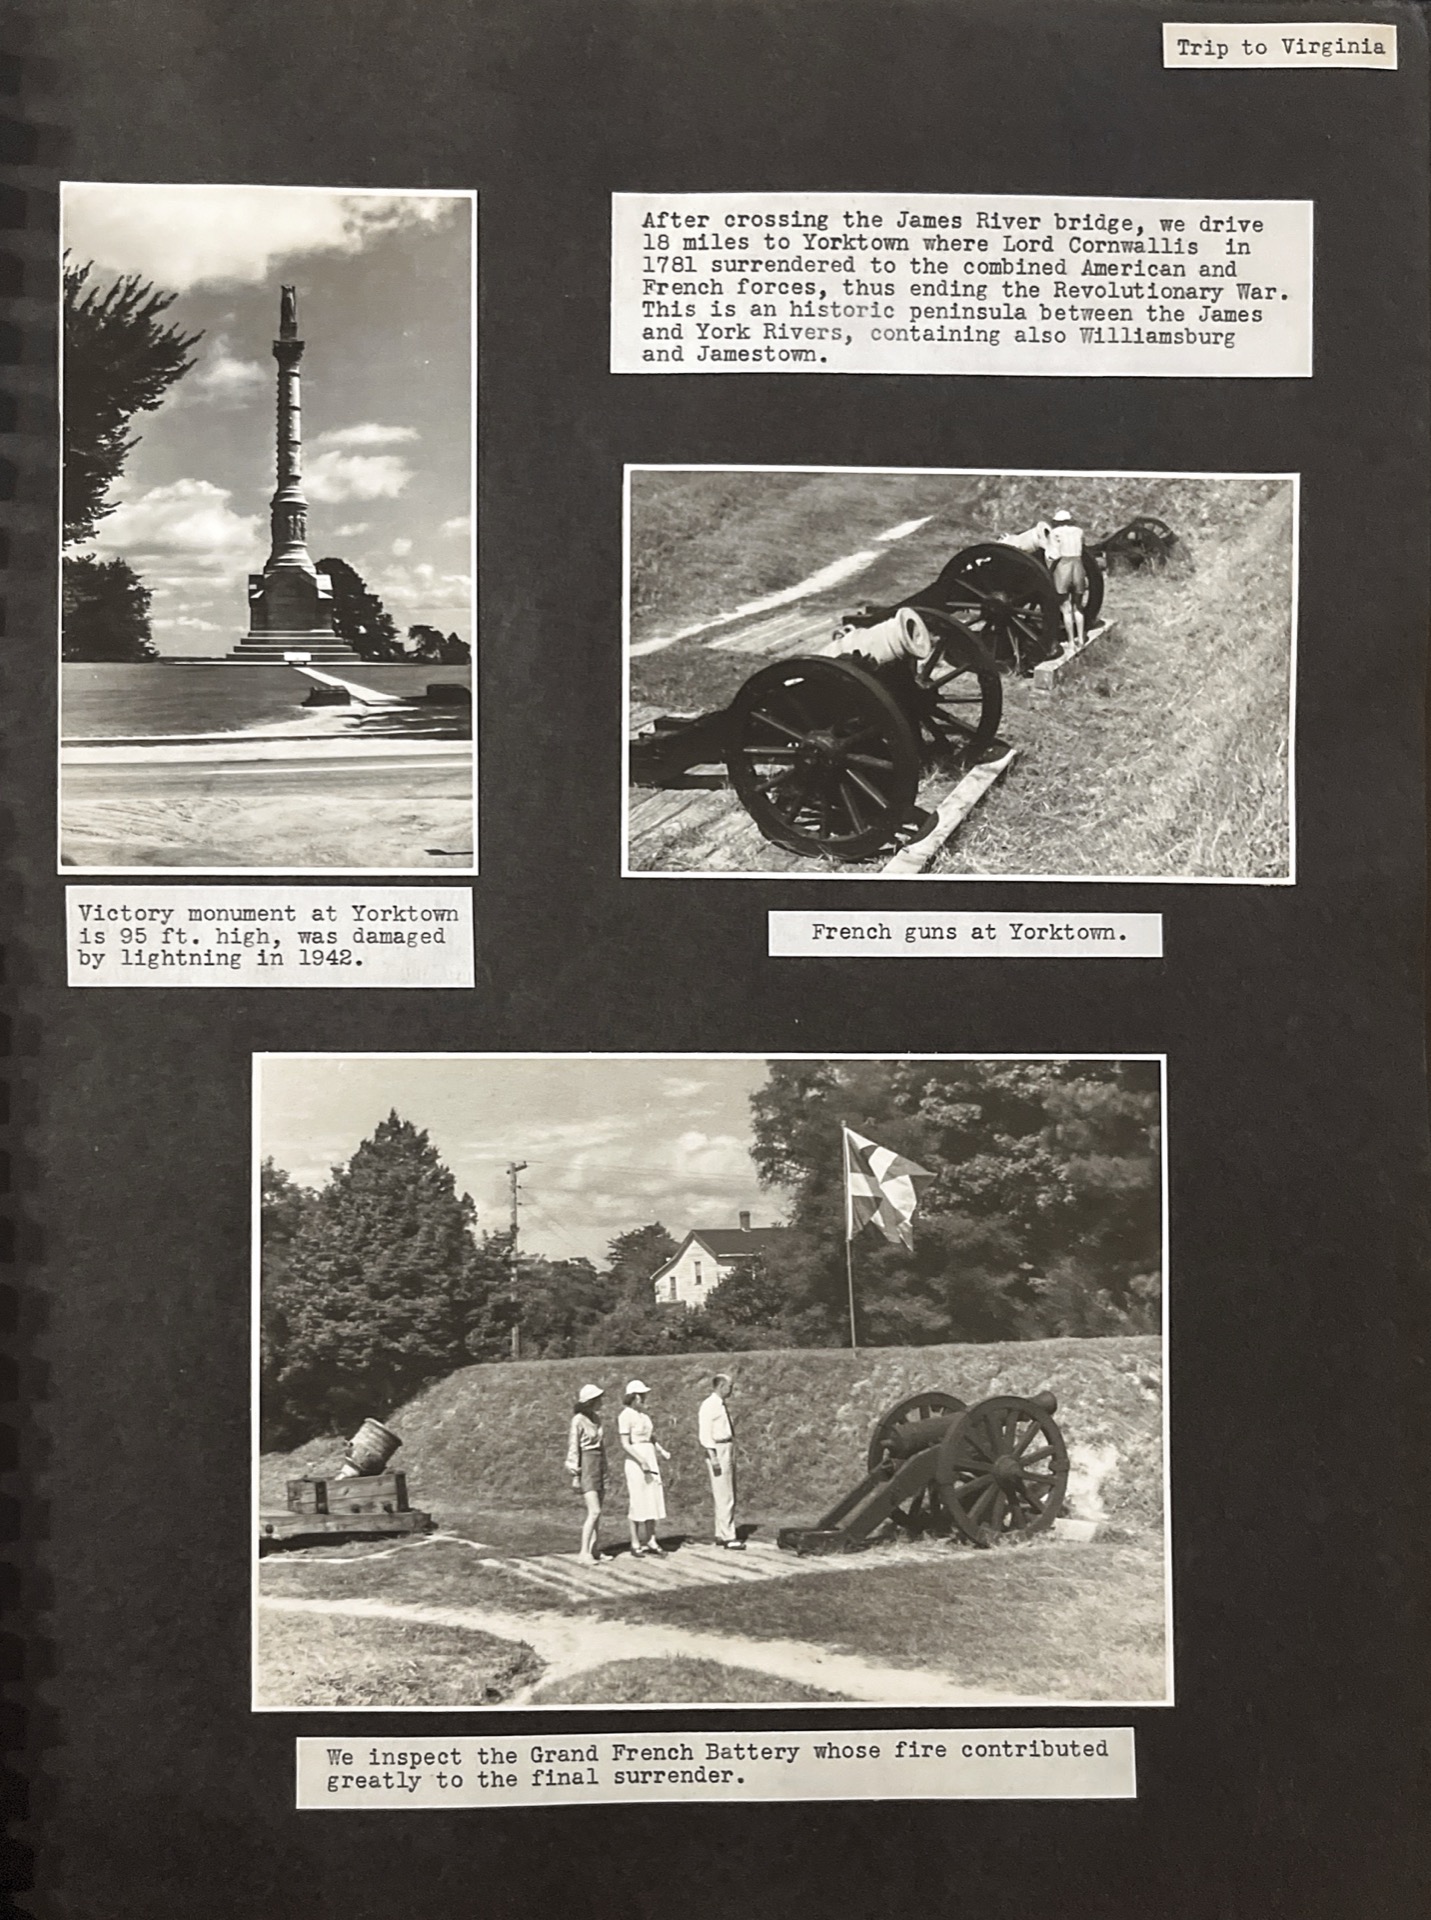 Trip to Virginia
After crossing the James River bridge, we drive
18 miles to Yorktown where Lord Cornwallis  in
1781 surrendered to the combined American and
French forces, thus ending the Revolutionary War.
This is an historic peninsula between the James
and York Rivers, containing also Williamsburg
and Jamestown.
Victory monument at Yorktown
is 95 ft. high, was damaged
by lightning in 1942.
French guns at Yorktown.
We inspect the Grand French Battery whose fire contributed
greatly to the final surrender.